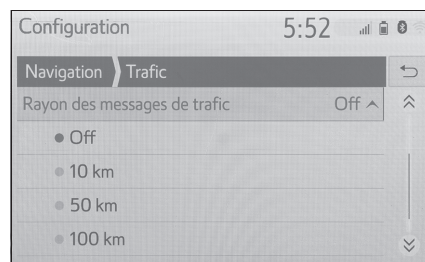 Configuration 5:52
Navigation Trafic
Rayon des messages de trafic Off
Off
10 km
50 km
100 km